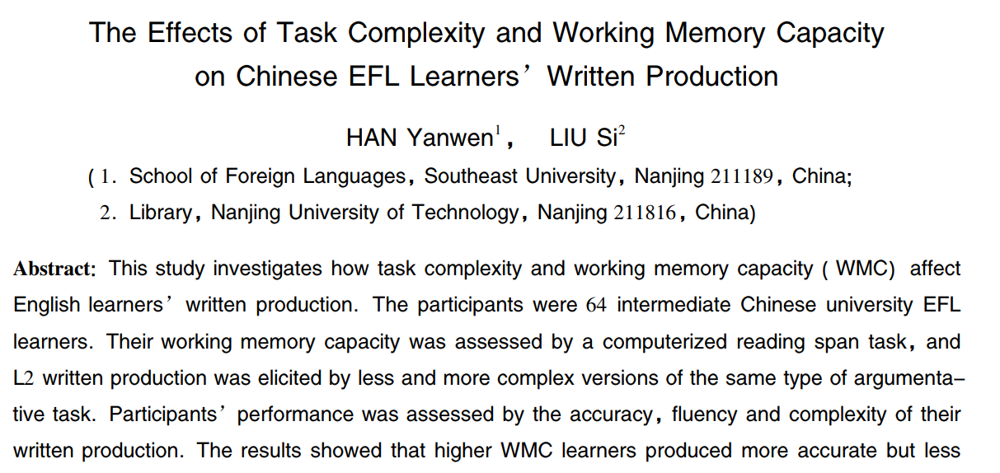 The Effects of Task Complexity and Working Memory Capacity
on Chinese EFL Learners’ Written Production
HAN Yanwen1, LIU Si2
(1. School of Foreign Languages, Southeast University, Nanjing 211189, China;
2. Library, Nanjing University of Technology, Nanjing 211816, China)
Abstract: This study investigates how task complexity and working memory capacity (WMC) affect
English learners’ written production. The participants were 64 intermediate Chinese university EFL
learners. Their working memory capacity was assessed by a computerized reading span task, and
L2 written production was elicited by less and more complex versions of the same type of argumenta-
tive task. Participants’ performance was assessed by the accuracy, fluency and complexity of their
written production. The results showed that higher WMC learners produced more accurate but less